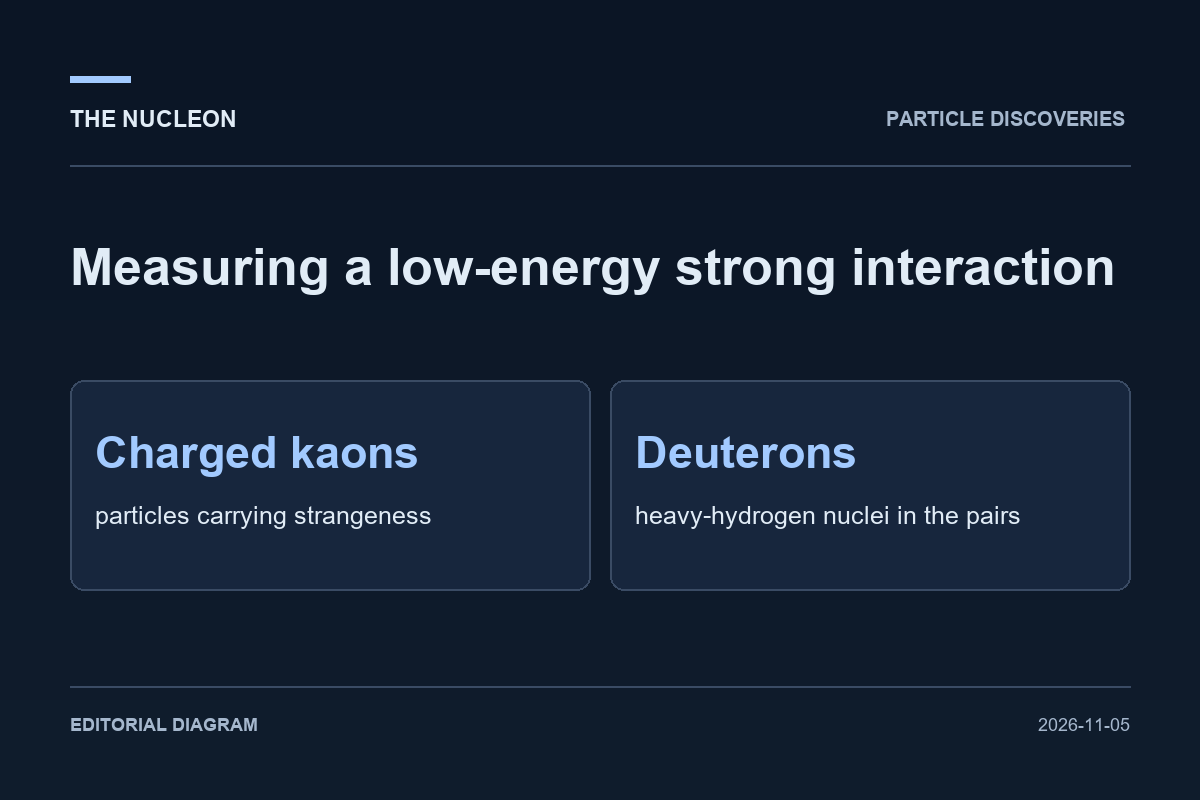 THE NUCLEON
PARTICLE DISCOVERIES
Measuring a low-energy strong interaction
Charged kaons
particles carrying strangeness
Deuterons
heavy-hydrogen nuclei in the pairs
EDITORIAL DIAGRAM
2026-11-05